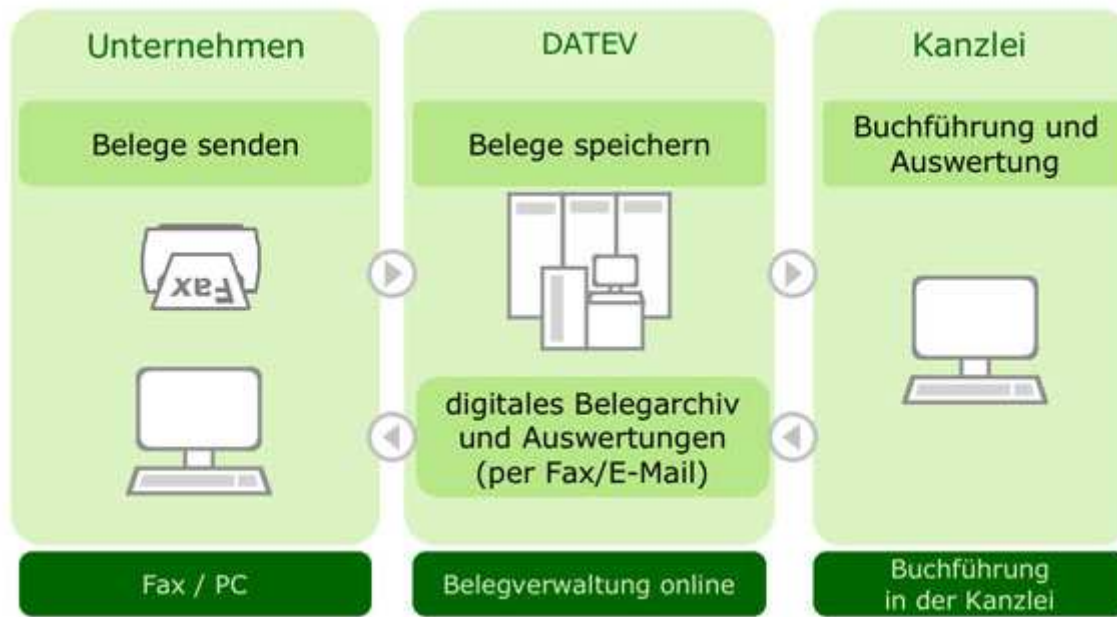 Unternehmen
Belege senden
Fax
Fax / PC
DATEV
Belege speichern
digitales Belegarchiv
und Auswertungen
(per Fax/E-Mail)
Belegverwaltung online
Kanzlei
Buchführung und
Auswertung
Buchführung
in der Kanzlei